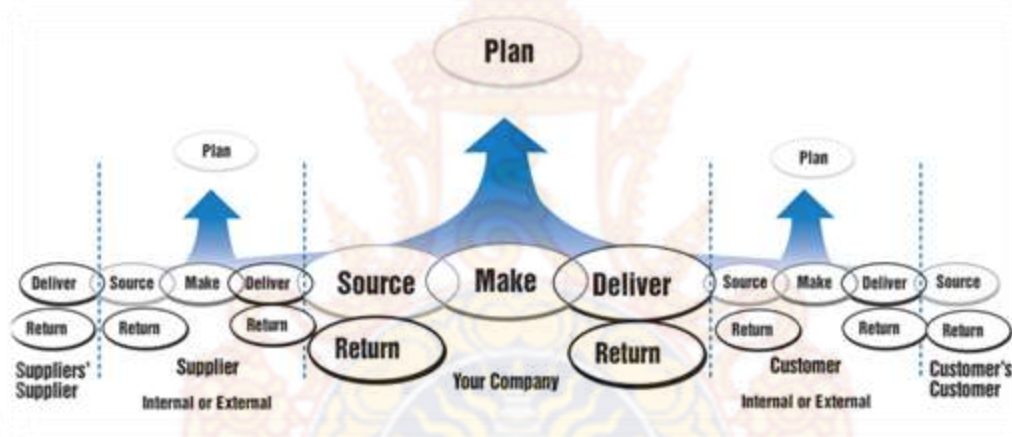 Plan
Plan
Plan
Deliver Source Make Deliver Source Make Deliver Source Make Deliver Source
Return Return Return Return Return Return Return Return
Suppliers' Supplier Your Company Customer Customer's
Supplier Customer
Internal or External Internal or External